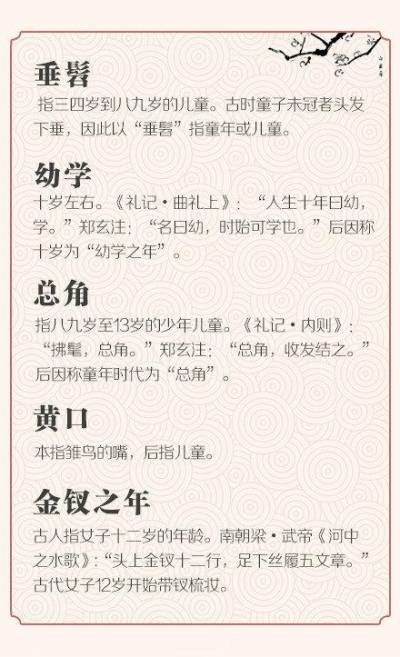 垂髫
指三四岁到八九岁的儿童。古时童子未冠者头发
下垂，因此以“垂髫”指童年或儿童。
幼学
十岁左右。《礼记·曲礼上》：“人生十年曰幼，
学。”郑玄注：“名曰幼，时始可学也。”后因称
十岁为“幼学之年”。
总角
指八九岁至13岁的少年儿童。《礼记·内则》：
“拂髦，总角。”郑玄注：“总角，收发结之。”
后因称童年时代为“总角”。
黄口
本指雏鸟的嘴，后指儿童。
金钗之年
古人指女子十二岁的年龄。南朝梁·武帝《河中
之水歌》:“头上金钗十二行，足下丝履五文章。”
古代女子12岁开始带钗梳妆。